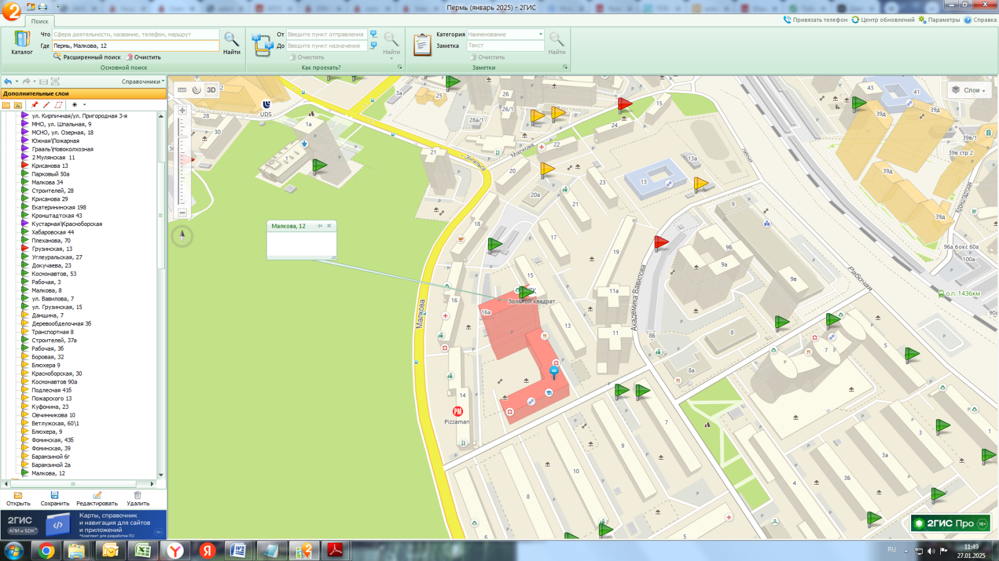 Пермь (январь 2025) - 2ГИС
Поиск
Привязать телефон
Центр обновлений
Параметры
Справка
Каталог
Что
Сфера деятельности, название, телефон, маршрут
Где
Пермь, Малкова, 12
Расширенный поиск
Очистить
Найти
Основной поиск
От
Введите пункт отправления
До
Введите пункт назначения
Очистить
Найти
Как проехать?
Категория
Наименование
Заметка
Текст
Очистить
Найти
Заметки
Справочники
Дополнительные слои
ул. Кирпичная/ул. Пригородная 3-я
МНО, ул. Шпальная, 9
МСНО, ул. Озерная, 18
Южная\Пожарная
Грааль/Новоколхозная
2 Мулянская 11
Крисанова 13
Парковый 50а
Малкова 34
Строителей, 28
Крисанова 29
Екатерининская 198
Кронштадтская 43
Кустарная\Красноборская
Хабаровская 44
Плеханова, 70
Грузинская, 13
Углеуральская, 27
Докучаева, 23
Космонавтов, 53
Рабочая, 3
Малкова, 8
ул. Вавилова, 7
ул. Грузинская, 15
Данщина, 7
Деревообделочная 3б
Транспортная 8
Строителей, 37а
Рабочая, 3б
Боровая, 32
Блюхера 9
Красноборская, 30
Космонавтов 90а
Подлесная 41б
Пожарского 13
Куфонина, 23
Овчинникова 10
Ветлужская, 60\1
Блюхера, 9
Фоминская, 43б
Фоминская, 39
Барамзиной 6г
Барамзиной 2а
Малкова, 12
Открыть
Сохранить
Редактировать
Удалить
2ГИС
АПИ и SDK*
Карты, справочник
и навигация для сайтов
и приложений
*Комплект для разработки ПО
18+
3D
Слои
UDS
Малкова, 12
Энгельса
Малкова
Малкова
Рабочая
Рабочая
Академика Вавилова
Кронштадтская
Золотой квадрат
Pizzaman
PM
о.п. 1436км
96а бокс 60а
100а
90а
39в/1
39в стр 2
39д
39д
39д
39д
43
41
28
30
1а
1
3а
25
26
26/1
28а/1
24
15
22
21
20
20а
23
21
13а
13
18
17
19
9
9Б
9а
9в
15
11а
16
16а
13
11
8Б
8
8а
7
5
14
7
9
10
8
6
5
4
3Б
3а
3
1
2ГИС Про
18+
RU
11:49
27.01.2025